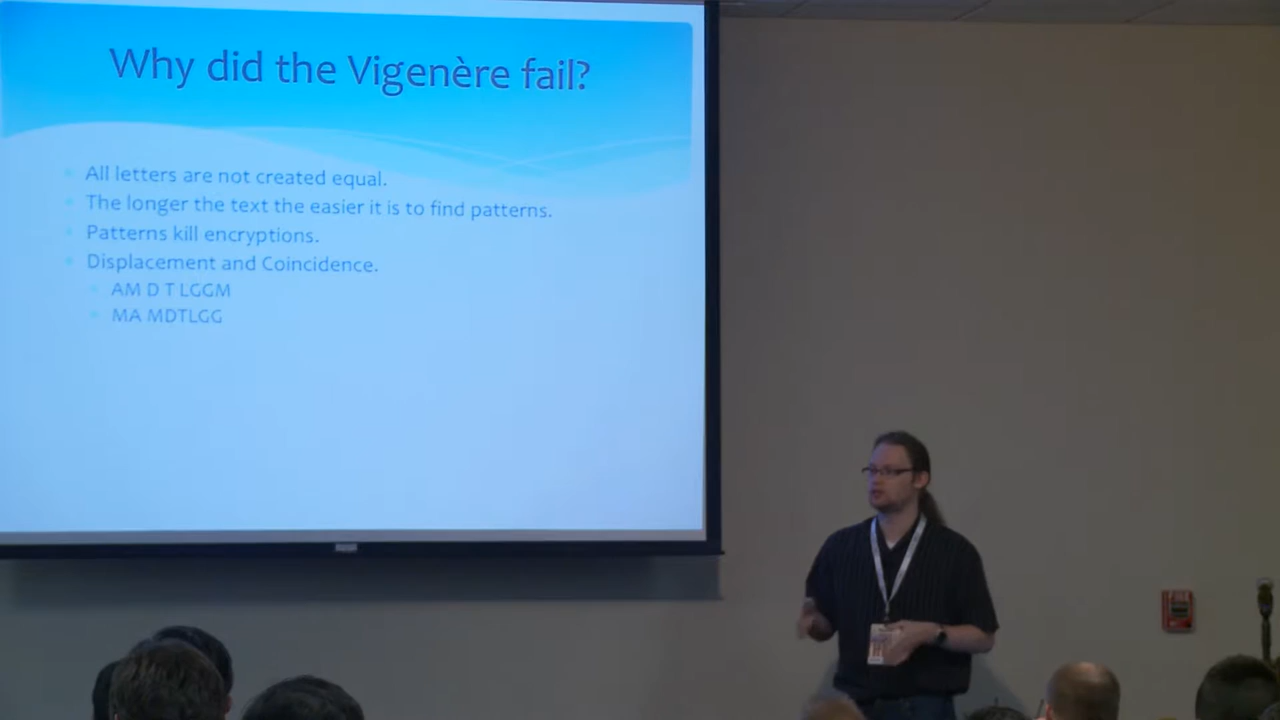 Why did the Vigenère fail?
All letters are not created equal.
The longer the text the easier it is to find patterns.
Patterns kill encryptions.
Displacement and Coincidence.
AM D T LGGM
MA MDTLGG